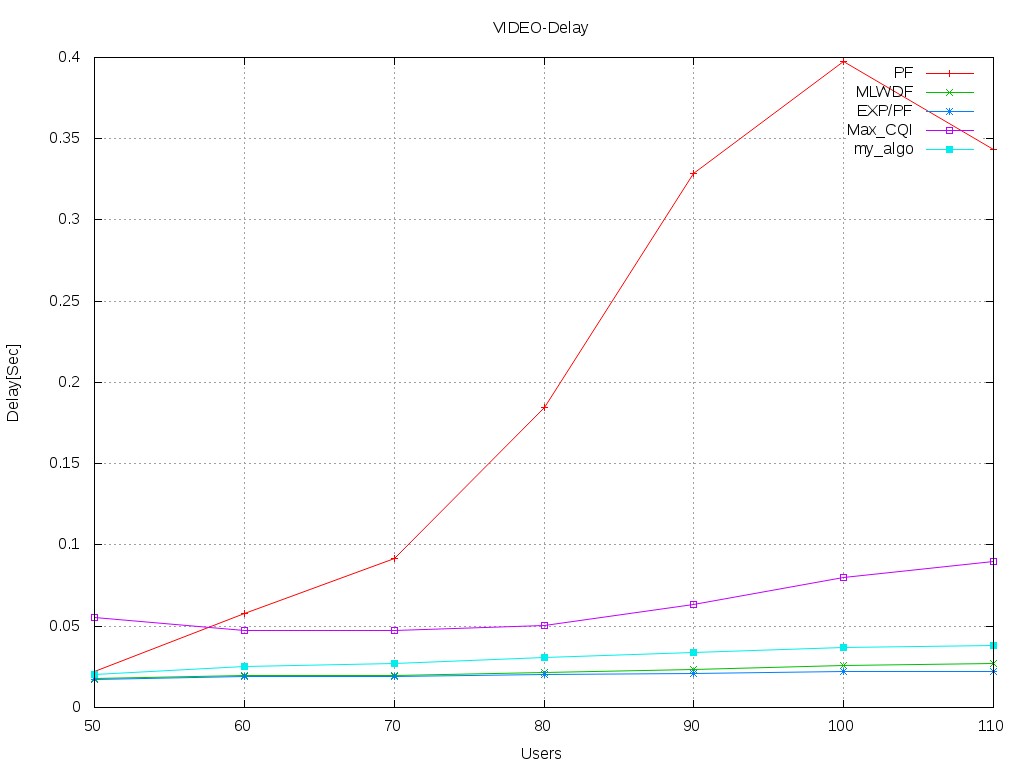 VIDEO-Delay
0.4
0.35
0.3
0.25
0.2
0.15
0.1
0.05
0
Delay[Sec]
PF
MLWDF
EXP/PF
Max_CQI
my_algo
50 60 70 80 90 100 110
Users